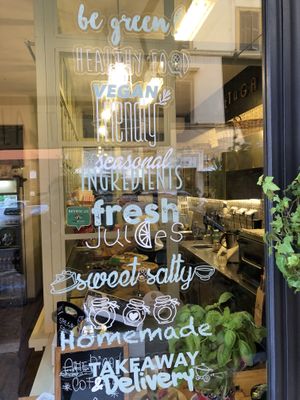 be green
HEALTHY FOOD
VEGAN
friendly
seasonal
INGREDIENTS
fresh
juices
sweet & salty
Homemade
TAKEAWAY
& Delivery